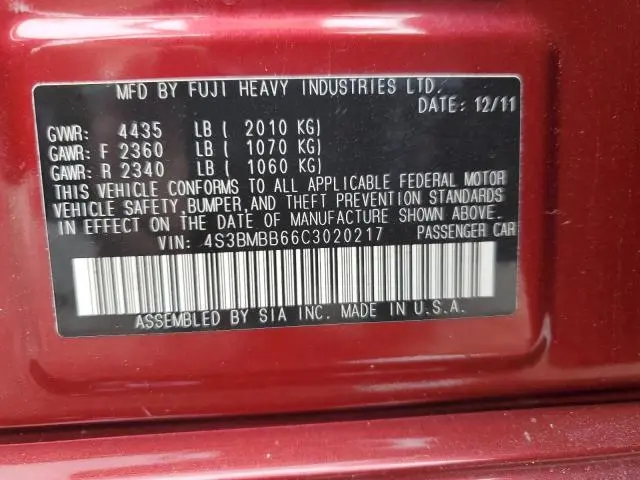 MFD BY FUJI HEAVY INDUSTRIES LTD.
DATE: 12/11
GVWR: 4435 LB ( 2010 KG)
GAWR: F 2360 LB ( 1070 KG)
GAWR: R 2340 LB ( 1060 KG)
THIS VEHICLE CONFORMS TO ALL APPLICABLE FEDERAL MOTOR
VEHICLE SAFETY, BUMPER, AND THEFT PREVENTION STANDARDS
IN EFFECT ON THE DATE OF MANUFACTURE SHOWN ABOVE.
VIN: 4S3BMBB66C3020217 PASSENGER CAR
ASSEMBLED BY SIA INC. MADE IN U.S.A.